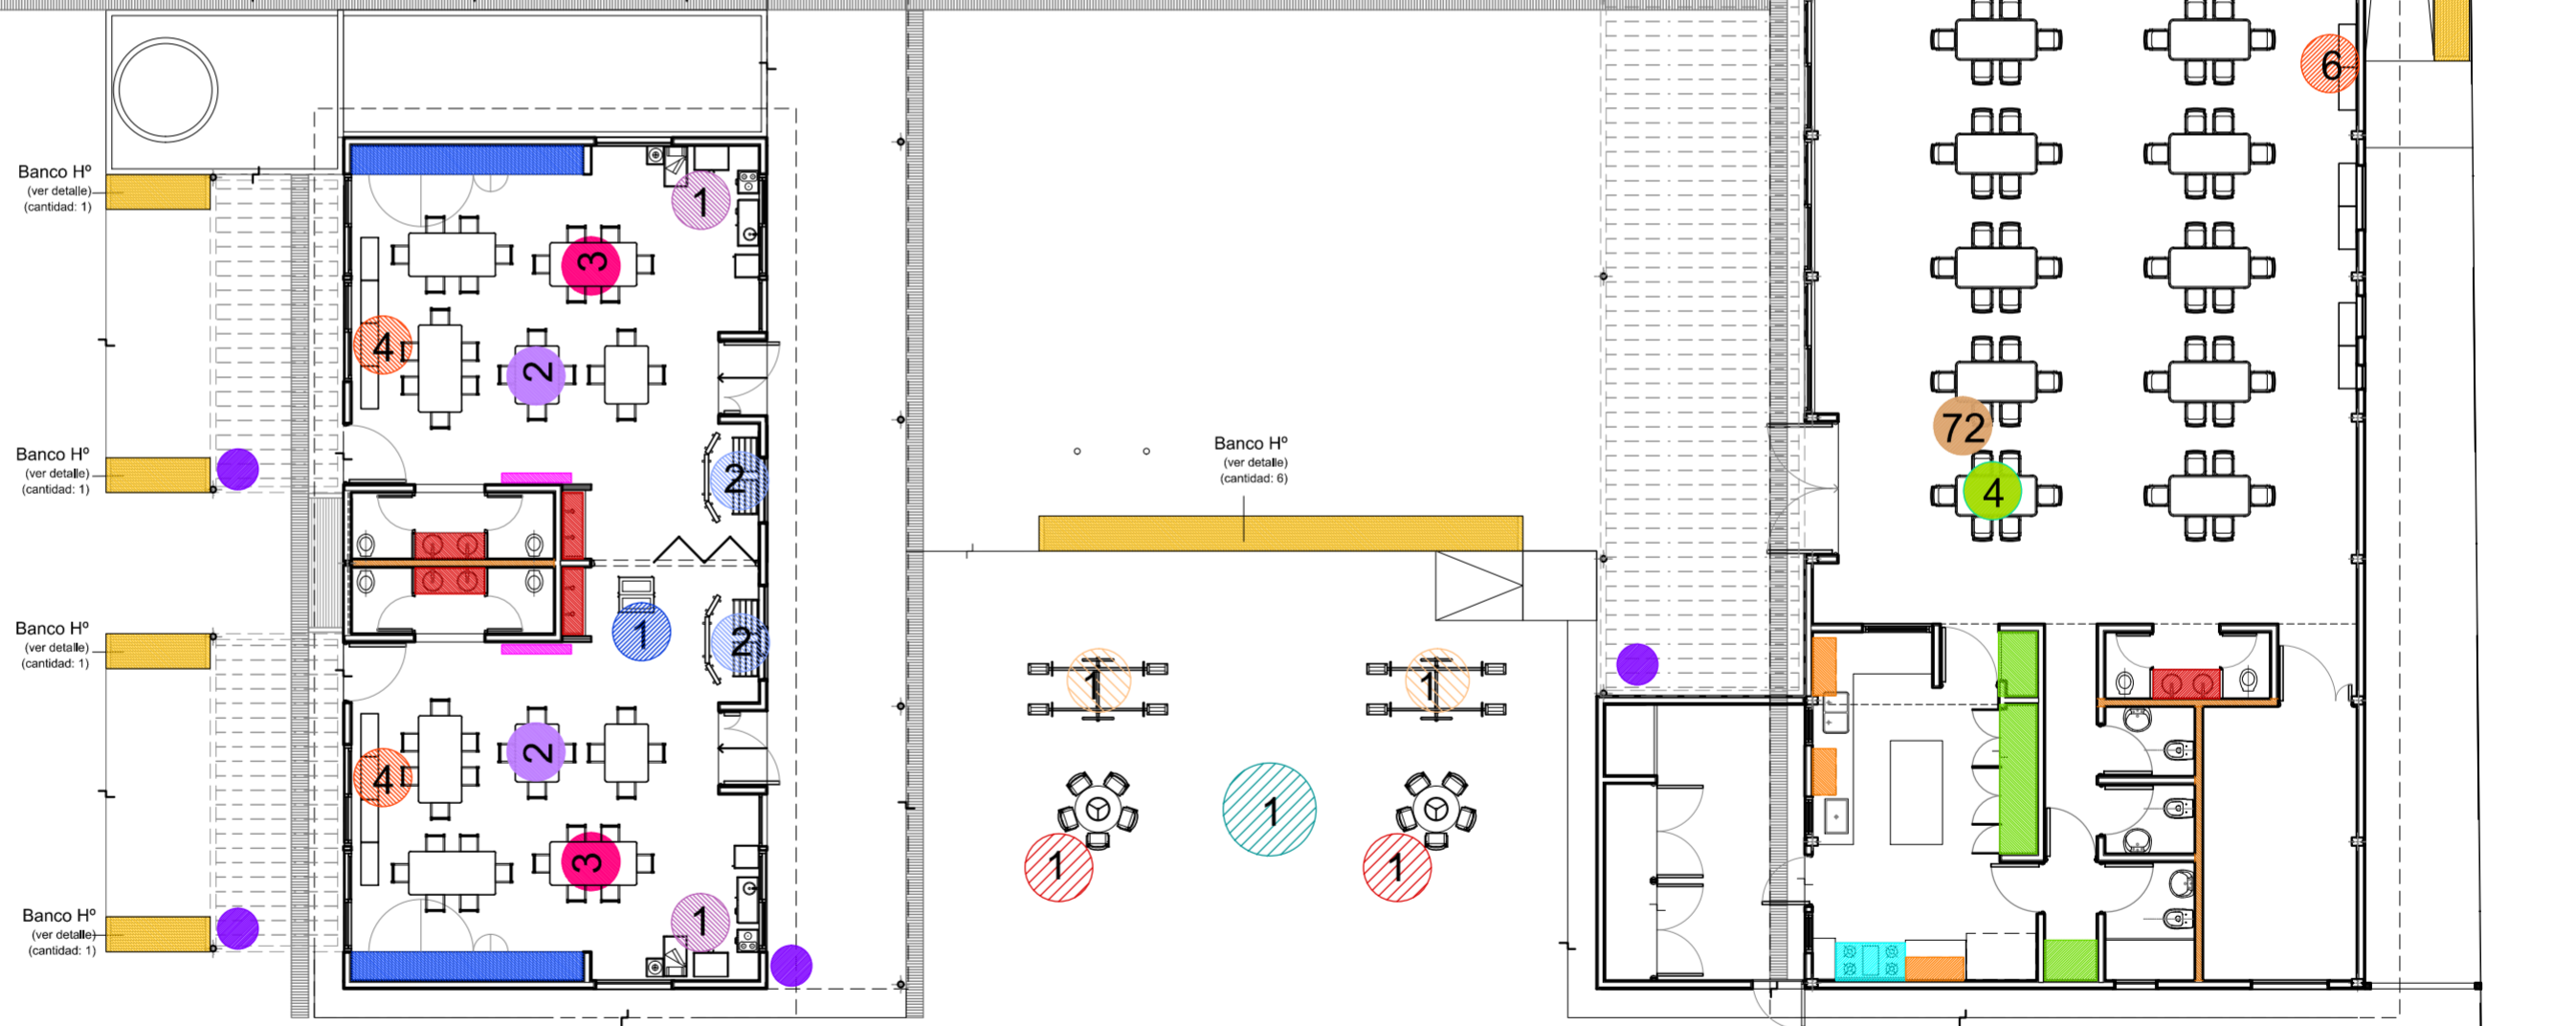 6
Banco Hº
(ver detalle)
(cantidad: 1)
1
3
4
2
72
Banco Hº
(ver detalle)
(cantidad: 6)
Banco Hº
(ver detalle)
(cantidad: 1)
2
4
Banco Hº
(ver detalle)
(cantidad: 1)
1
2
1
1
2
4
1
3
1
1
Banco Hº
(ver detalle)
(cantidad: 1)
1